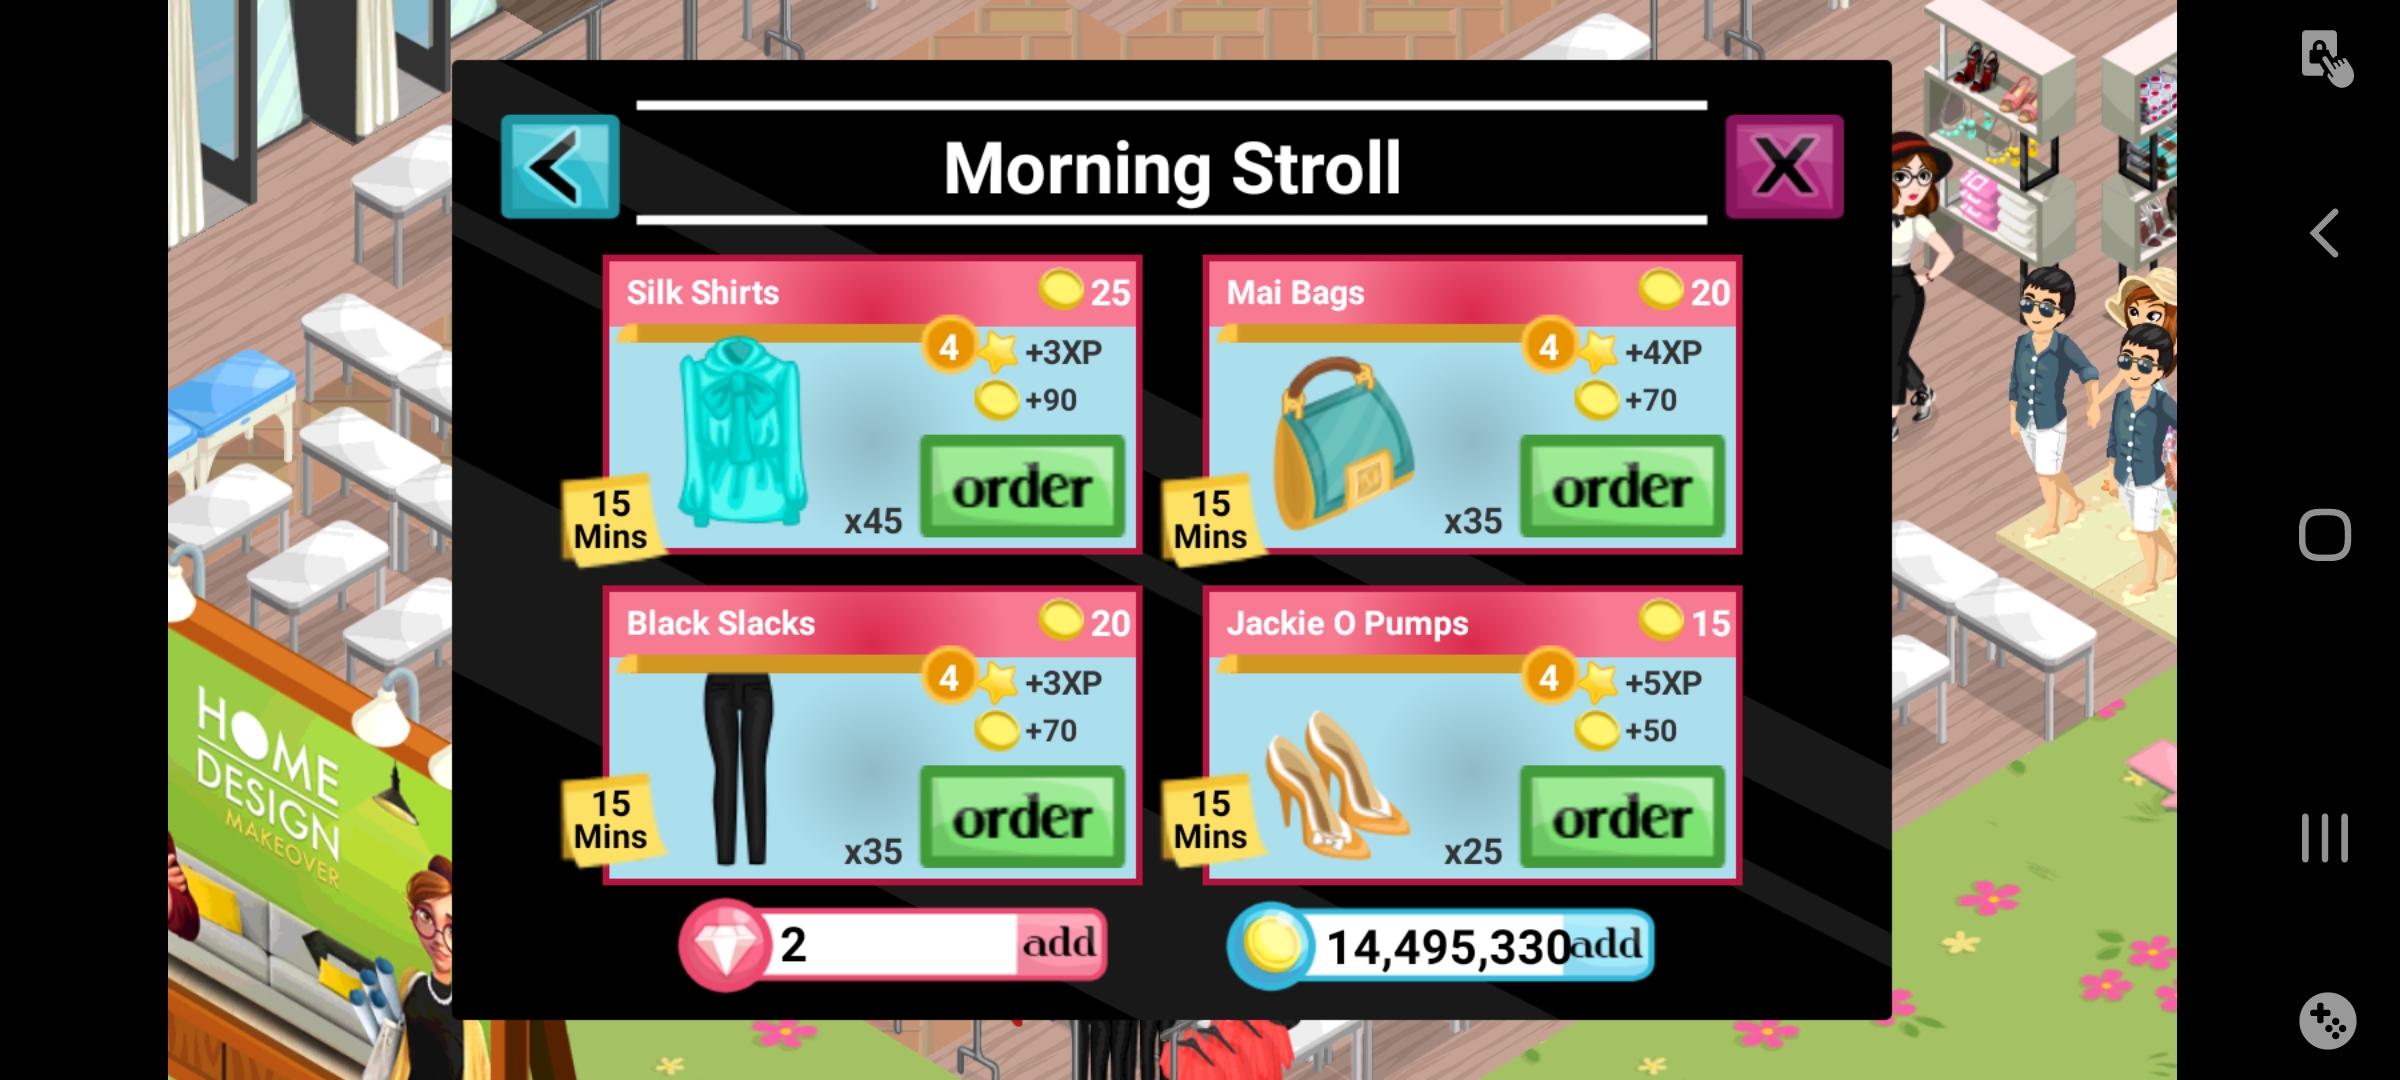 Morning Stroll
X
Silk Shirts 25
4 +3XP
+90
15
Mins
x45
order
Mai Bags 20
4 +4XP
+70
15
Mins
x35
order
Black Slacks 20
4 +3XP
+70
15
Mins
x35
order
Jackie O Pumps 15
4 +5XP
+50
15
Mins
x25
order
2 add
14,495,330 add
HOME
DESIGN
MAKEOVER